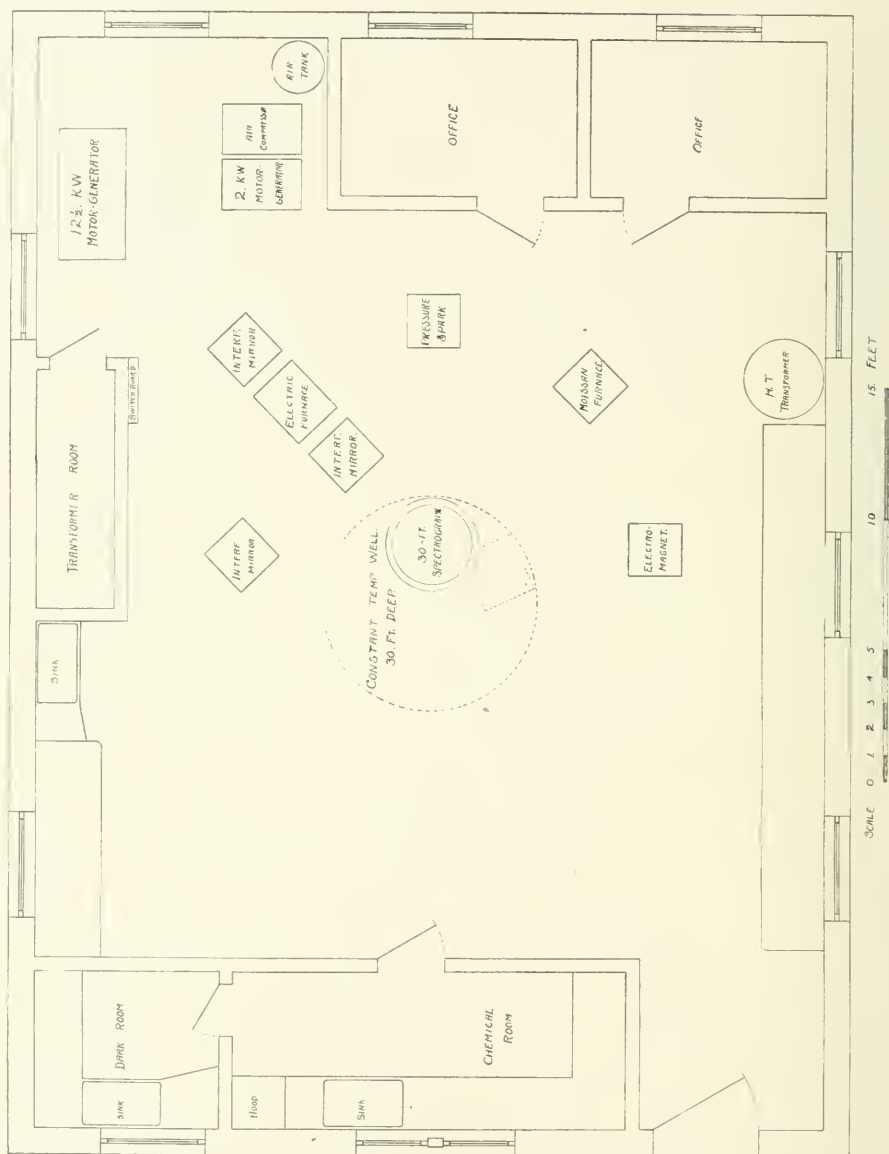 AIR
TANK
OFFICE
OFFICE
AIR
12½. KW
MOTOR-GENERATOR
2. KW
MOTOR-
GENERATOR
INTERF.
MIRROR
PRESSURE
SPARK
ELECTRIC
FURNACE
MOISSAN
FURNACE
H.T
TRANSFORMER
SWITCH BOARD
INTERF.
MIRROR.
TRANSFORMER ROOM
INTERF.
MIRROR
30-FT.
SPECTROGRAPH
ELECTRO-
MAGNET.
CONSTANT TEMP WELL.
30. FT. DEEP.
SINK
DARK ROOM
CHEMICAL
ROOM
SINK
HOOD
SINK
SCALE 0 1 2 3 4 5 10 15. FEET